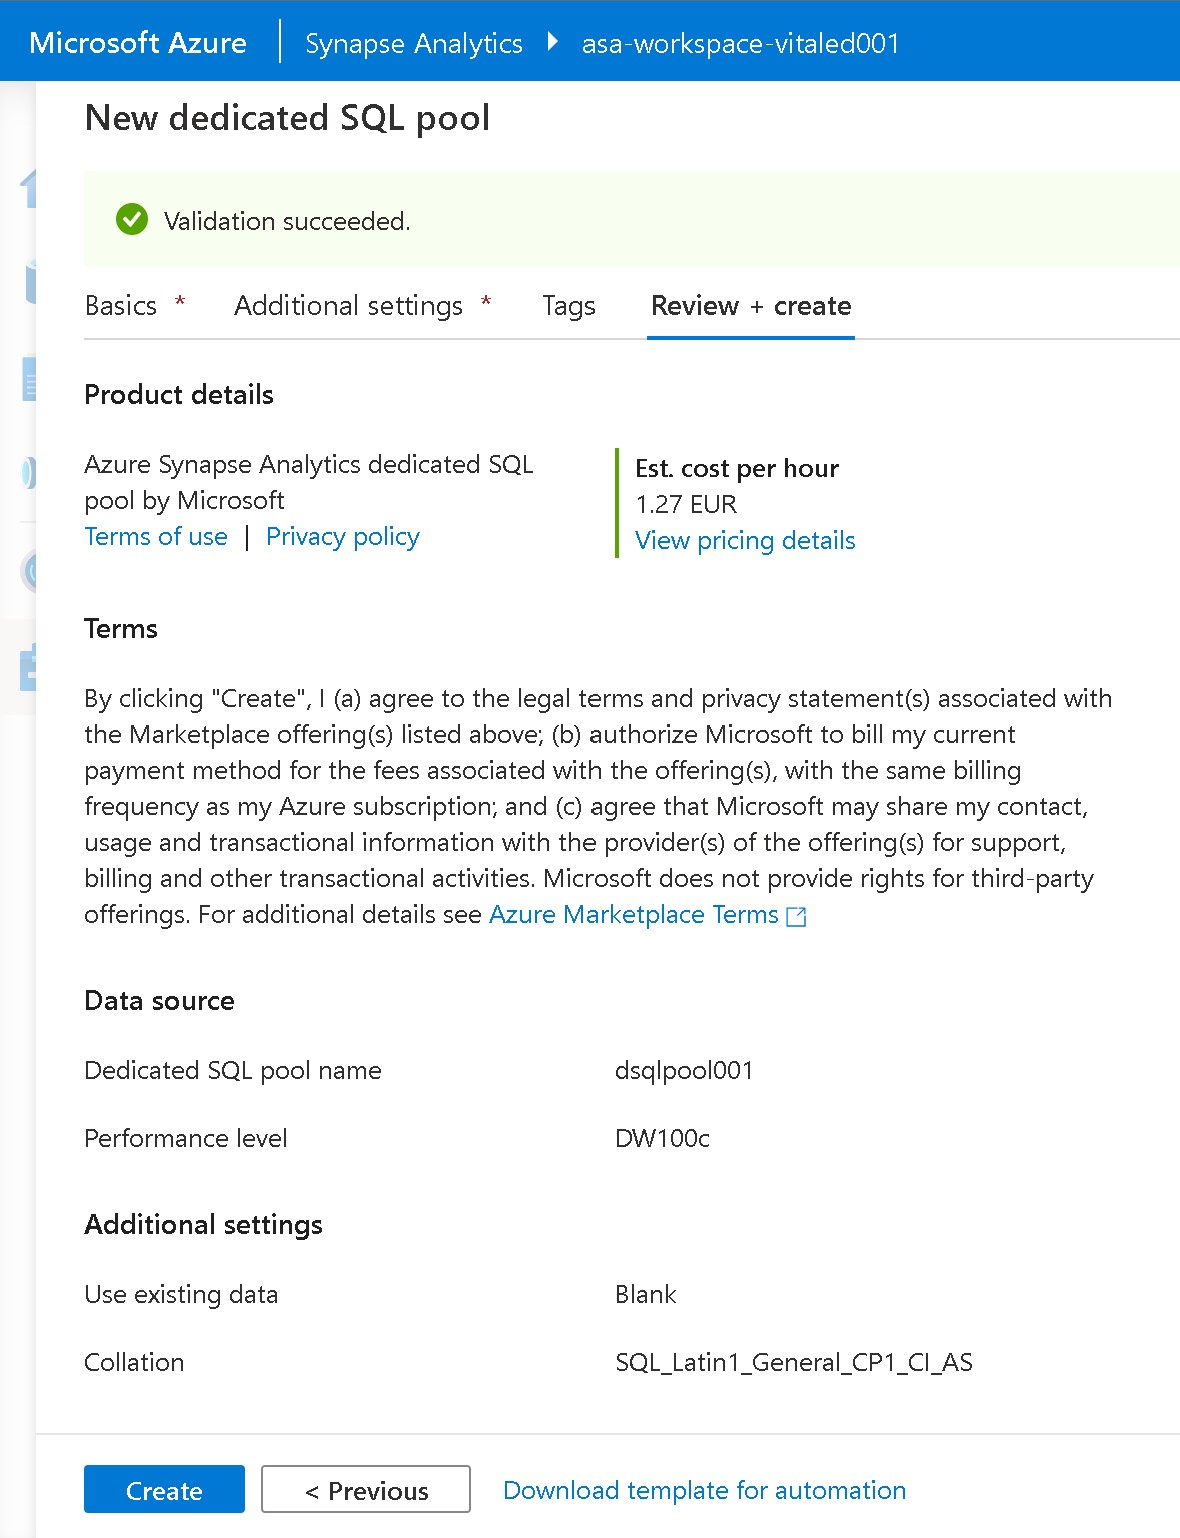 Microsoft Azure | Synapse Analytics asa-workspace-vitaled001
New dedicated SQL pool
Validation succeeded.
Basics * Additional settings * Tags Review + create
Product details
Azure Synapse Analytics dedicated SQL
pool by Microsoft
Terms of use | Privacy policy
Est. cost per hour
1.27 EUR
View pricing details
Terms
By clicking "Create", I (a) agree to the legal terms and privacy statement(s) associated with
the Marketplace offering(s) listed above; (b) authorize Microsoft to bill my current
payment method for the fees associated with the offering(s), with the same billing
frequency as my Azure subscription; and (c) agree that Microsoft may share my contact,
usage and transactional information with the provider(s) of the offering(s) for support,
billing and other transactional activities. Microsoft does not provide rights for third-party
offerings. For additional details see Azure Marketplace Terms
Data source
Dedicated SQL pool name dsqlpool001
Performance level DW100c
Additional settings
Use existing data Blank
Collation SQL_Latin1_General_CP1_CI_AS
Create < Previous Download template for automation